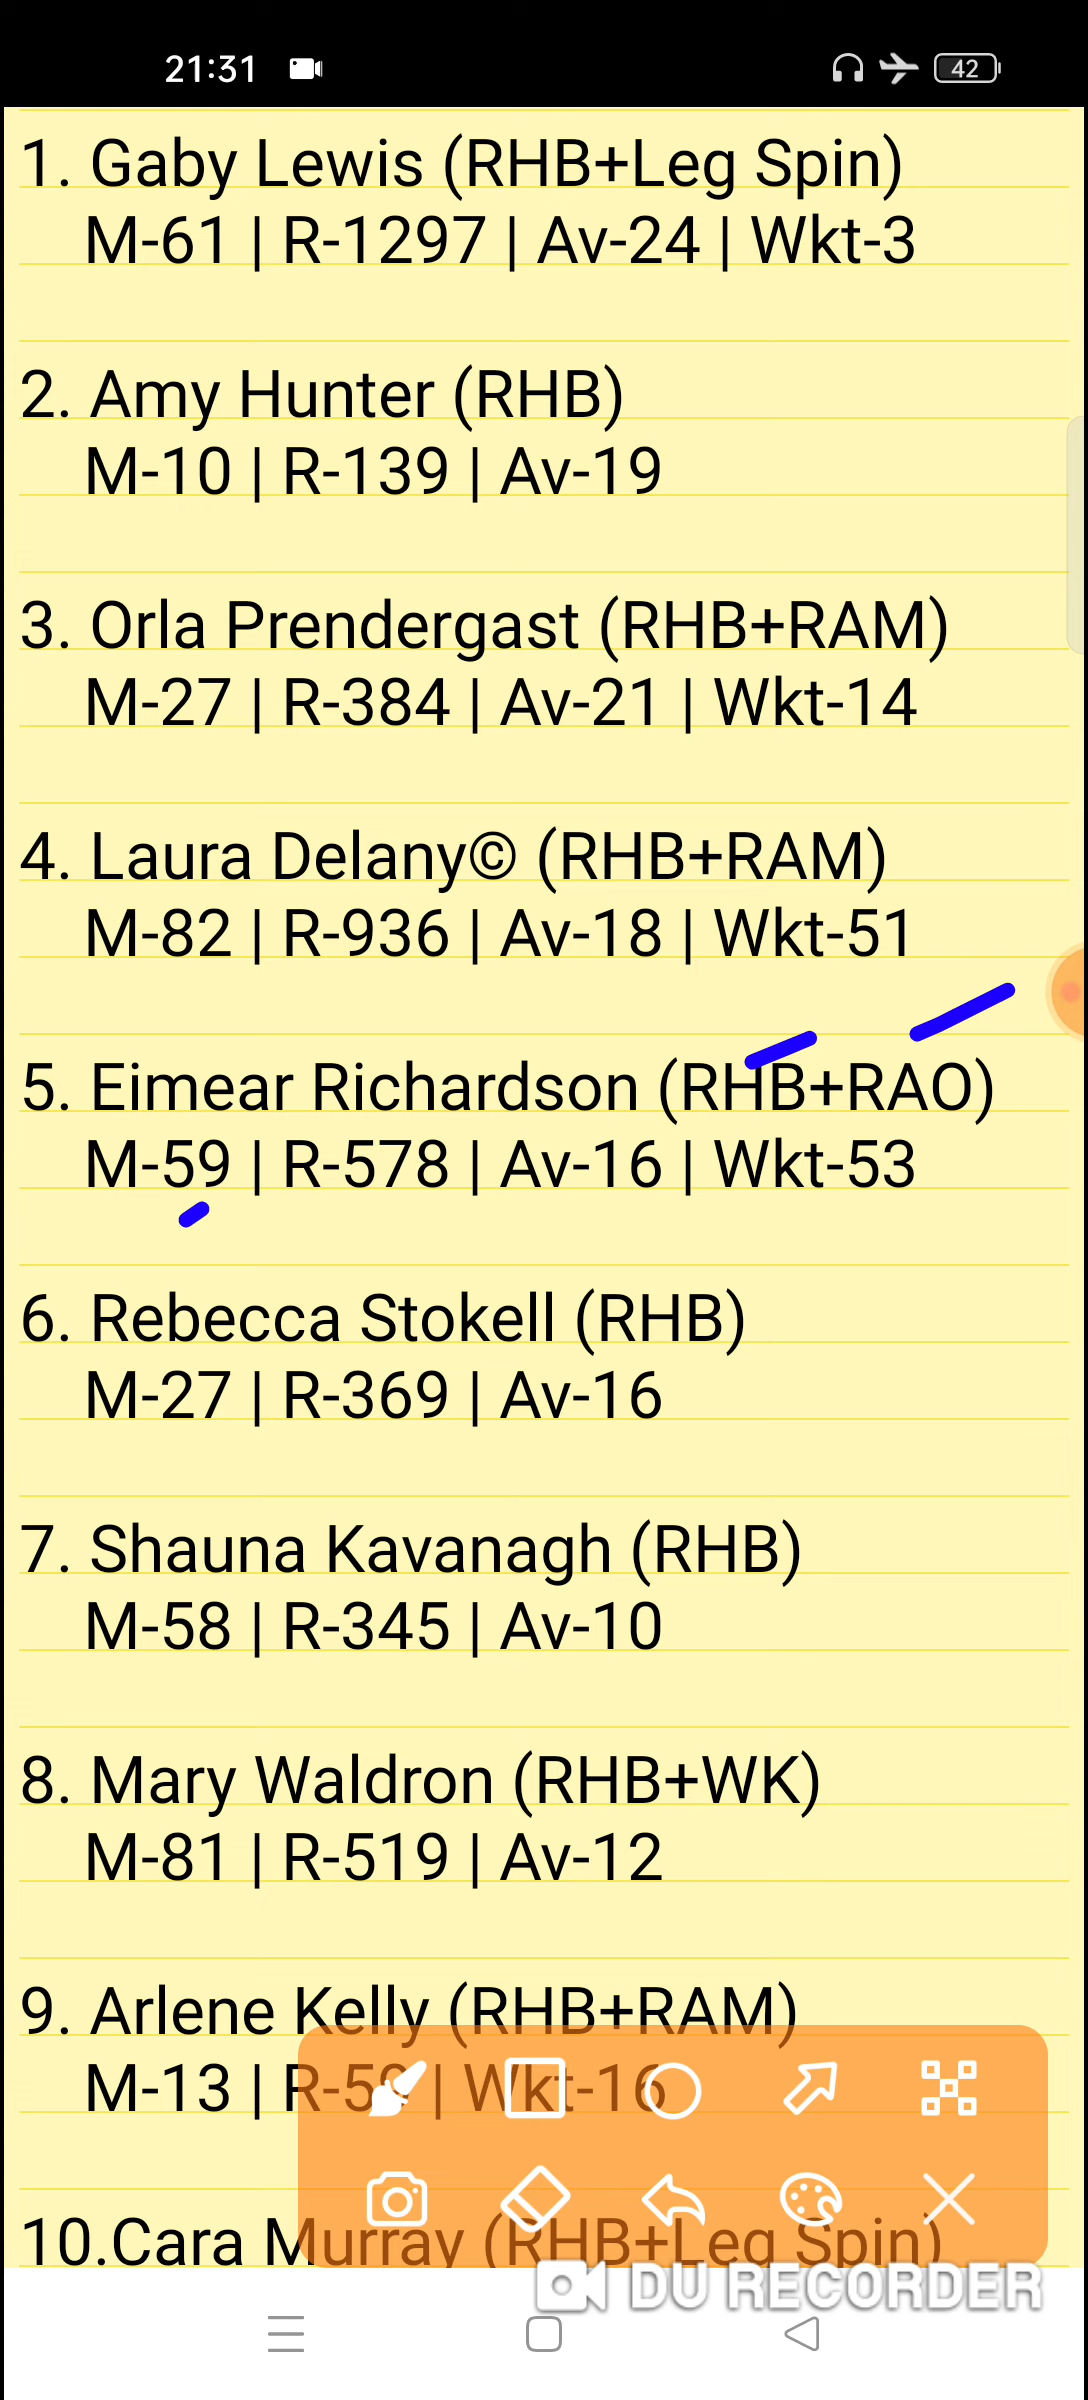 21:31 42
1. Gaby Lewis (RHB+Leg Spin)
M-61 | R-1297 | Av-24 | Wkt-3
2. Amy Hunter (RHB)
M-10 | R-139 | Av-19
3. Orla Prendergast (RHB+RAM)
M-27 | R-384 | Av-21 | Wkt-14
4. Laura Delany© (RHB+RAM)
M-82 | R-936 | Av-18 | Wkt-51
5. Eimear Richardson (RHB+RAO)
M-59 | R-578 | Av-16 | Wkt-53
6. Rebecca Stokell (RHB)
M-27 | R-369 | Av-16
7. Shauna Kavanagh (RHB)
M-58 | R-345 | Av-10
8. Mary Waldron (RHB+WK)
M-81 | R-519 | Av-12
9. Arlene Kelly (RHB+RAM)
M-13 | R-59 | Wkt-16
10.Cara Murray (RHB+Leg Spin)
DU RECORDER